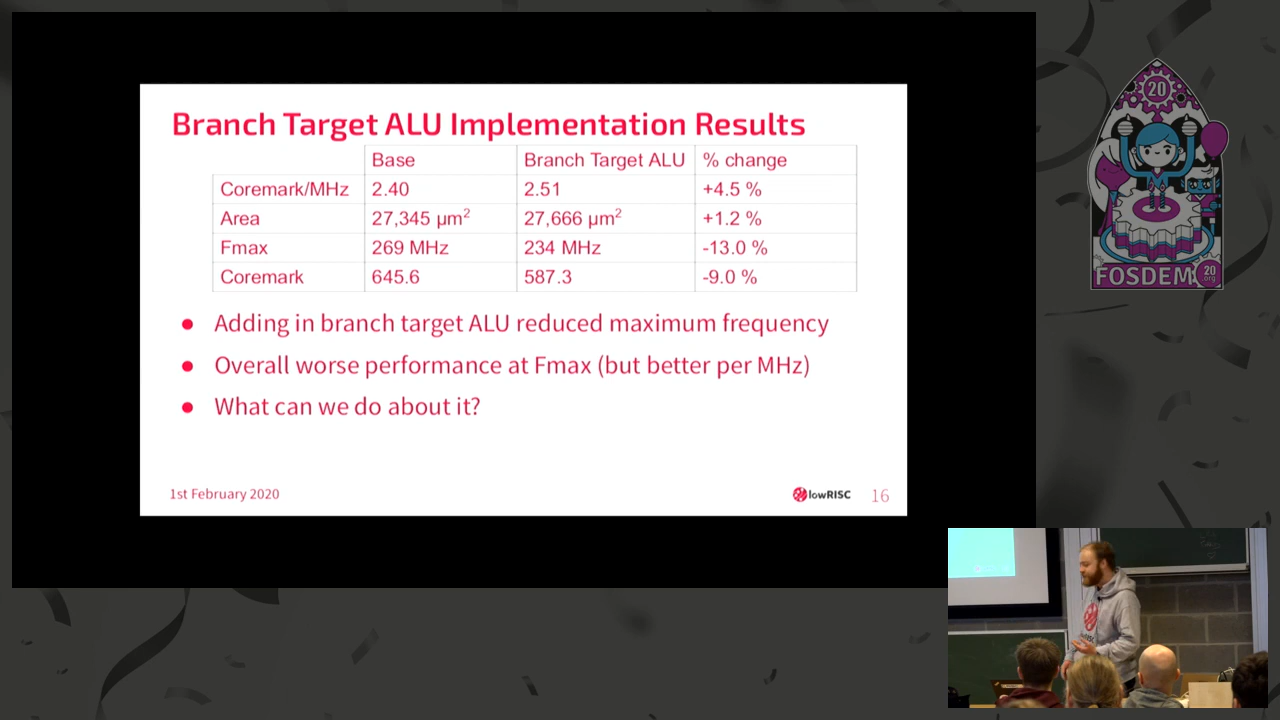 Branch Target ALU Implementation Results
Base Branch Target ALU % change
Coremark/MHz 2.40 2.51 +4.5 %
Area 27,345 µm² 27,666 µm² +1.2 %
Fmax 269 MHz 234 MHz -13.0 %
Coremark 645.6 587.3 -9.0 %
● Adding in branch target ALU reduced maximum frequency
● Overall worse performance at Fmax (but better per MHz)
● What can we do about it?
1st February 2020
lowRISC 16
20
FOSDEM 20
.org